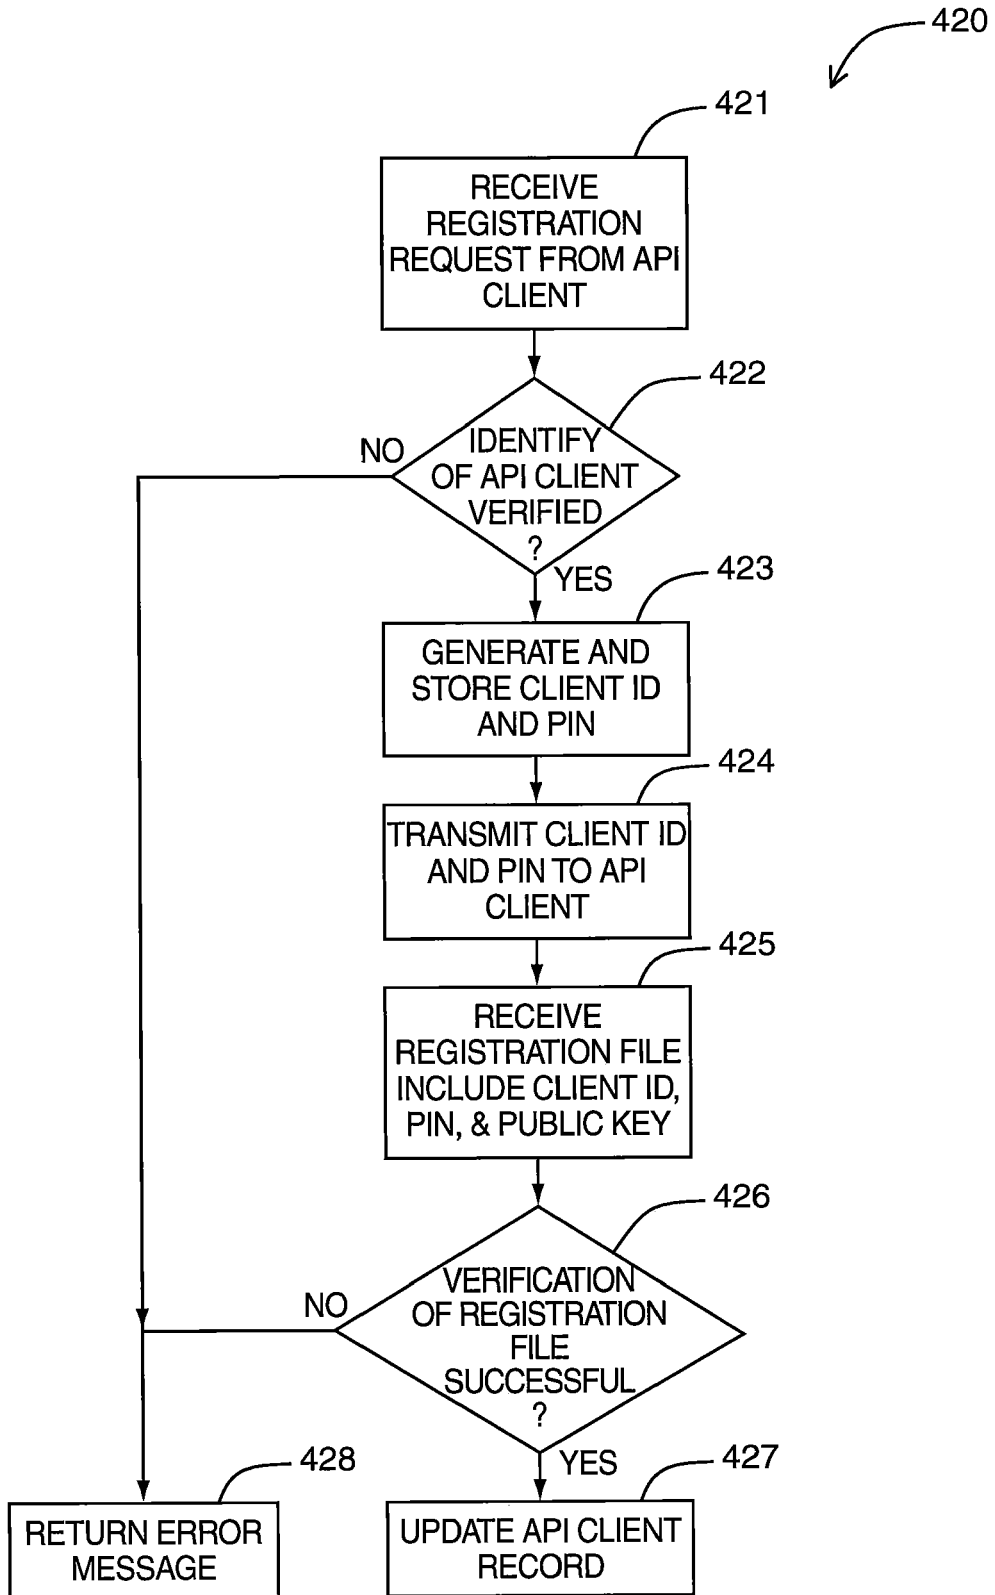 420
421
RECEIVE
REGISTRATION
REQUEST FROM API
CLIENT
422
NO
IDENTIFY
OF API CLIENT
VERIFIED
?
YES
423
GENERATE AND
STORE CLIENT ID
AND PIN
424
TRANSMIT CLIENT ID
AND PIN TO API
CLIENT
425
RECEIVE
REGISTRATION FILE
INCLUDE CLIENT ID,
PIN, & PUBLIC KEY
426
NO
VERIFICATION
OF REGISTRATION
FILE
SUCCESSFUL
?
YES
428
RETURN ERROR
MESSAGE
427
UPDATE API CLIENT
RECORD